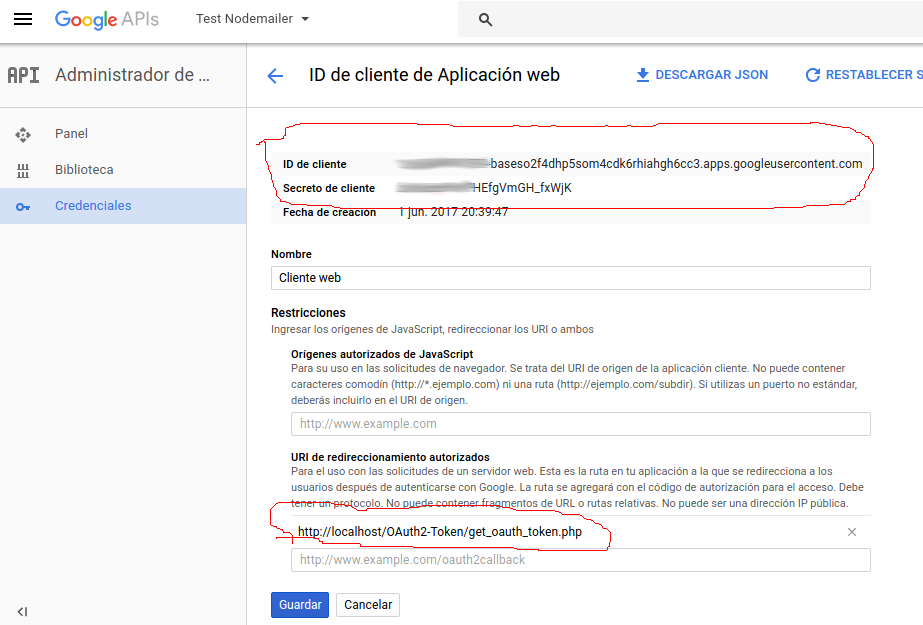 Google APIs
Test Nodemailer
API Administrador de ...
ID de cliente de Aplicación web
DESCARGAR JSON
RESTABLECER S
Panel
Biblioteca
Credenciales
ID de cliente -baseso2f4dhp5som4cdk6rhiahgh6cc3.apps.googleusercontent.com
Secreto de cliente HEfgVmGH_fxWjK
Fecha de creación 1 jun. 2017 20:39:47
Nombre
Cliente web
Restricciones
Ingresar los orígenes de JavaScript, redireccionar los URI o ambos
Orígenes autorizados de JavaScript
Para su uso en las solicitudes de navegador. Se trata del URI de origen de la aplicación cliente. No puede contener
caracteres comodín (http://*.ejemplo.com) ni una ruta (http://ejemplo.com/subdir). Si utilizas un puerto no estándar,
deberás incluirlo en el URI de origen.
http://www.example.com
URI de redireccionamiento autorizados
Para el uso con las solicitudes de un servidor web. Esta es la ruta en tu aplicación a la que se redirecciona a los
usuarios después de autenticarse con Google. La ruta se agregará con el código de autorización para el acceso. Debe
tener un protocolo. No puede contener fragmentos de URL o rutas relativas. No puede ser una dirección IP pública.
http://localhost/OAuth2-Token/get_oauth_token.php
http://www.example.com/oauth2callback
Guardar
Cancelar